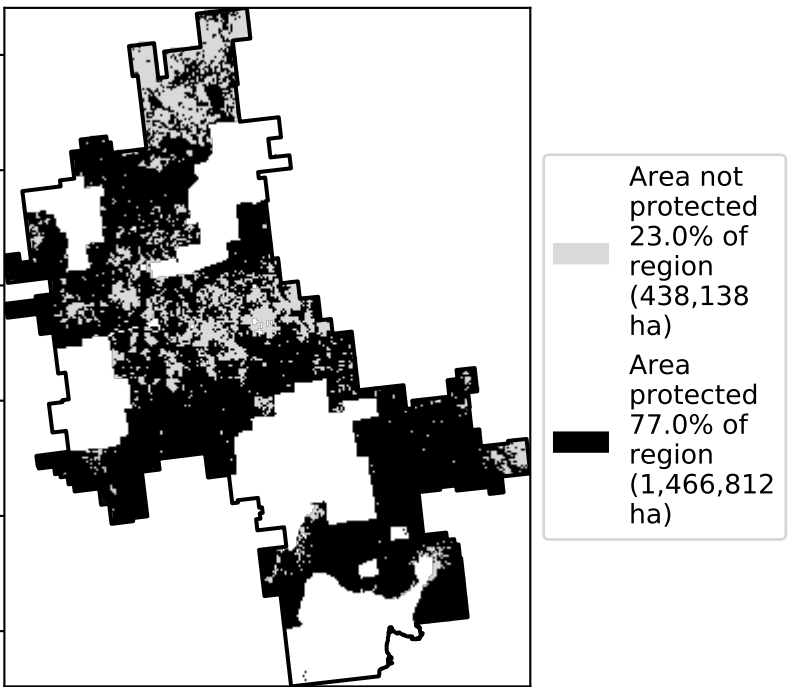 Area not
protected
23.0% of
region
(438,138
ha)
Area
protected
77.0% of
region
(1,466,812
ha)